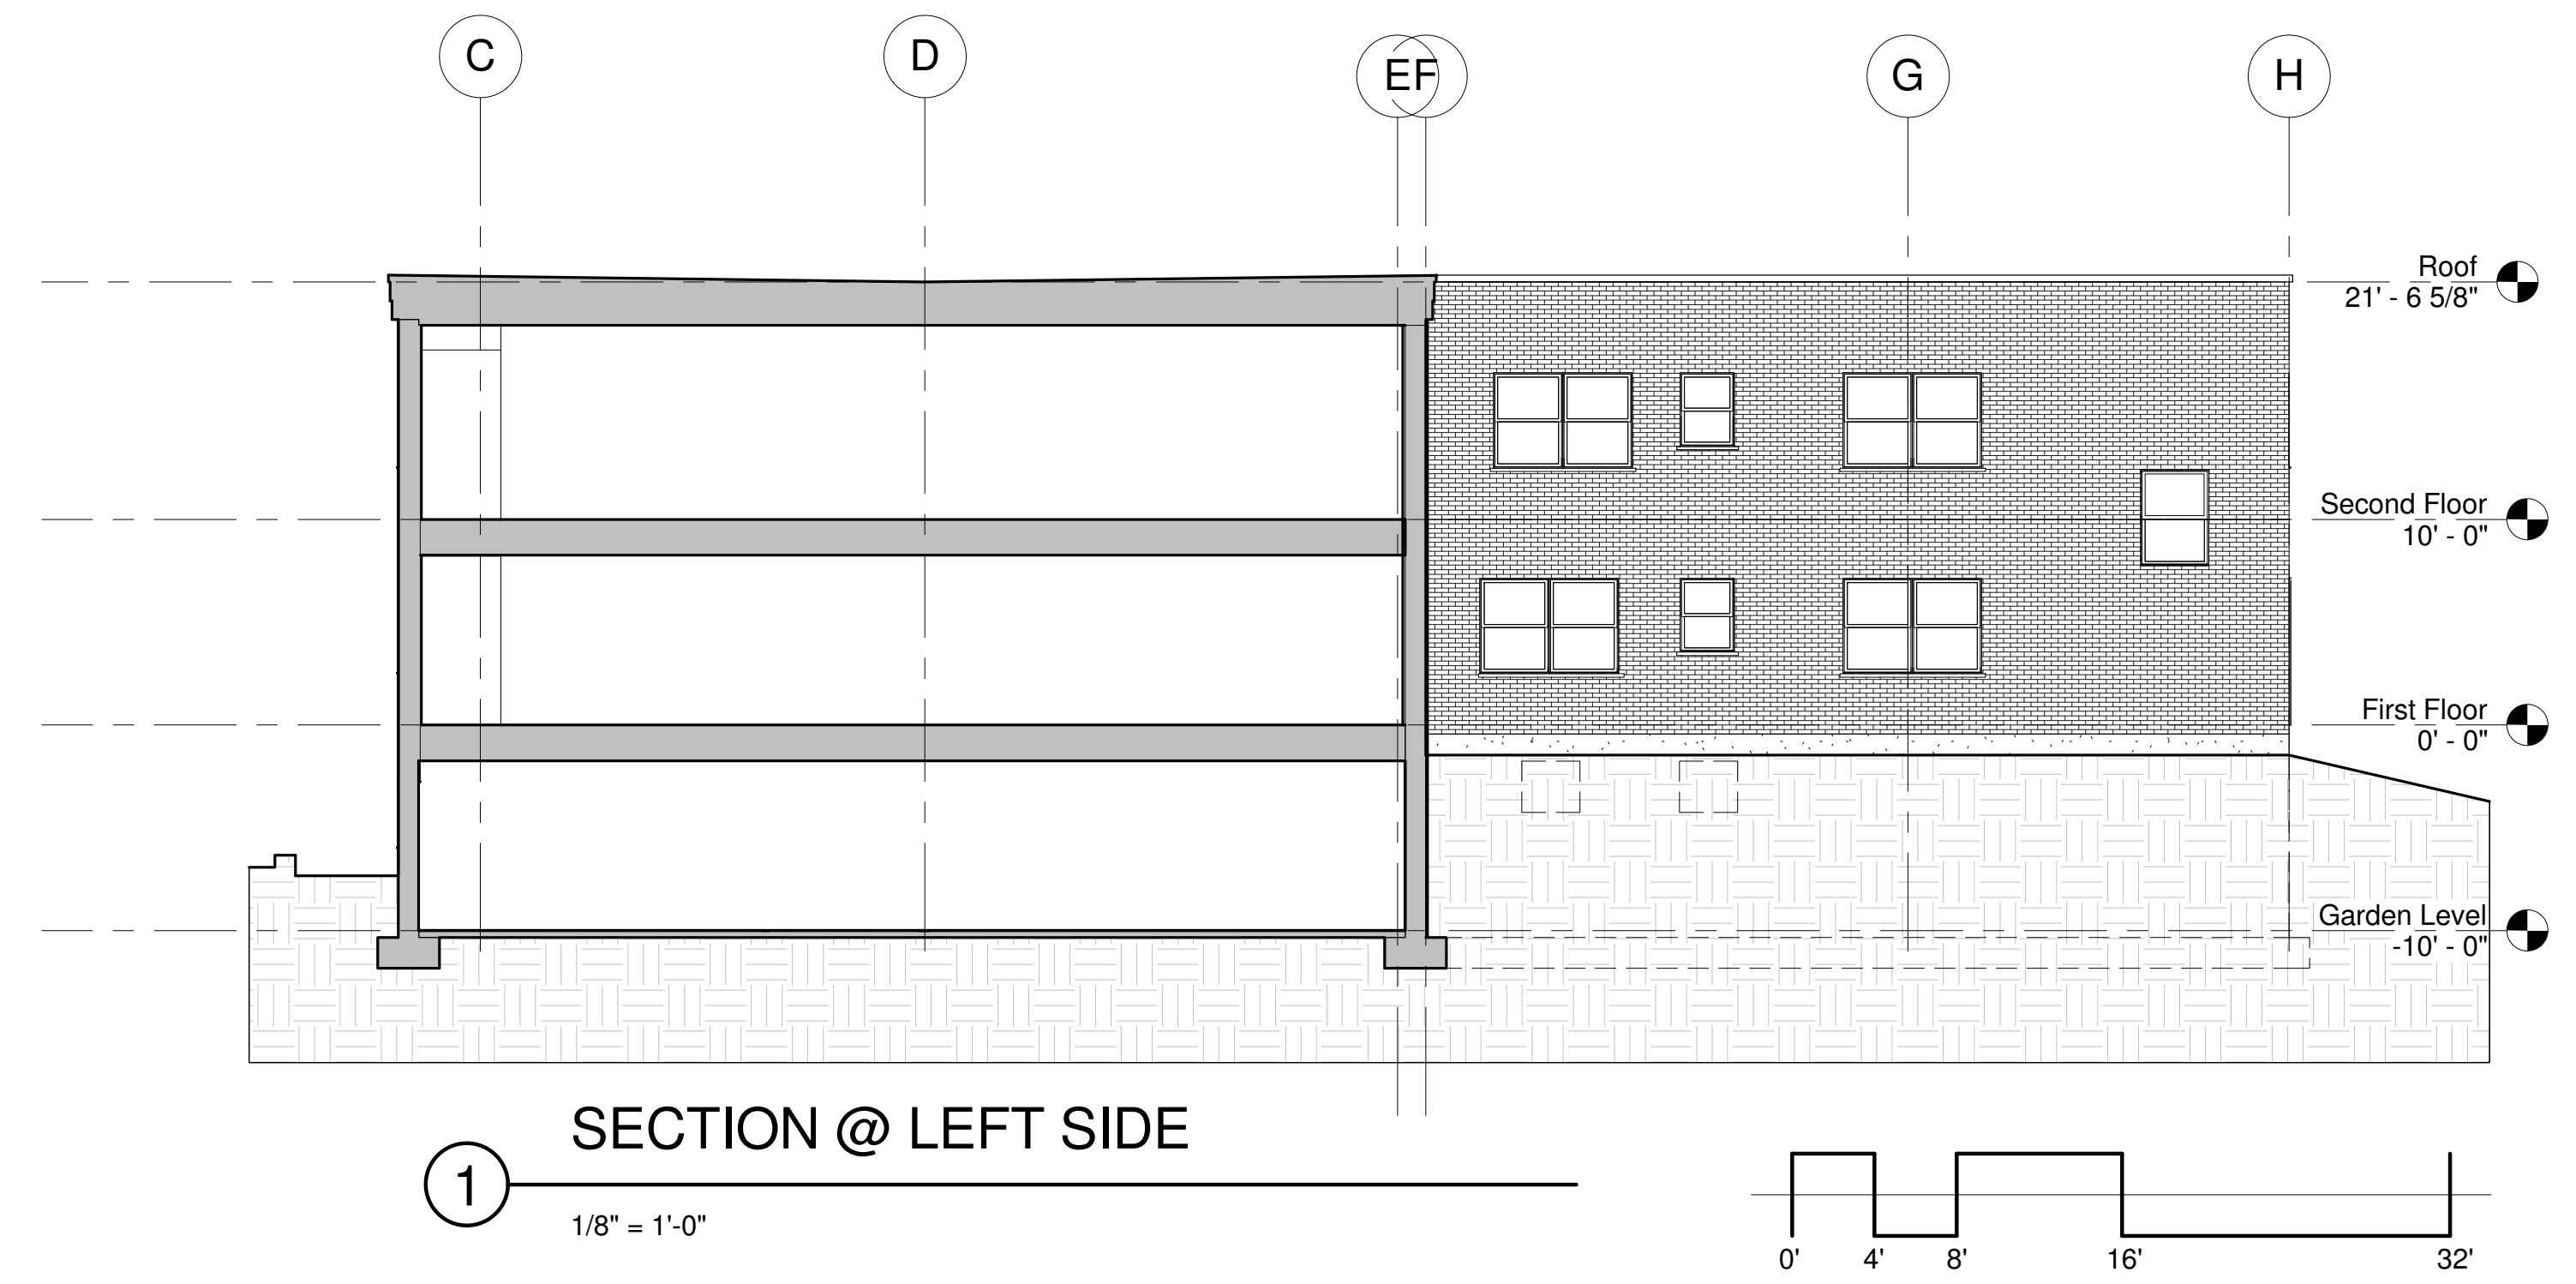 C
D
E
F
G
H
Roof
21' - 6 5/8"
Second Floor
10' - 0"
First Floor
0' - 0"
Garden Level
-10' - 0"
SECTION @ LEFT SIDE
1
1/8" = 1'-0"
0' 4' 8' 16' 32'